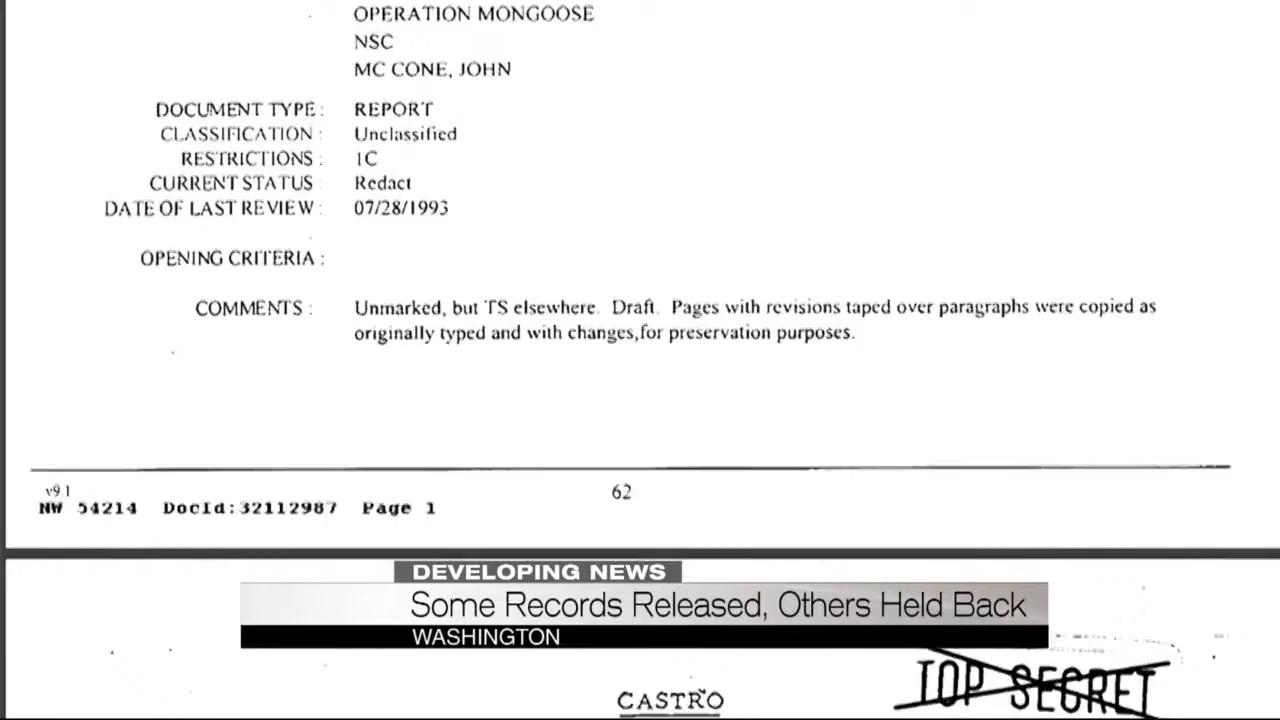 OPERATION MONGOOSE
NSC
MC CONE, JOHN
DOCUMENT TYPE : REPORT
CLASSIFICATION : Unclassified
RESTRICTIONS : 1C
CURRENT STATUS : Redact
DATE OF LAST REVIEW : 07/28/1993
OPENING CRITERIA :
COMMENTS : Unmarked, but TS elsewhere. Draft. Pages with revisions taped over paragraphs were copied as
originally typed and with changes,for preservation purposes.
v9.1
62
NW 54214 DocId:32112987 Page 1
DEVELOPING NEWS
Some Records Released, Others Held Back
WASHINGTON
TOP SECRET
CASTRO